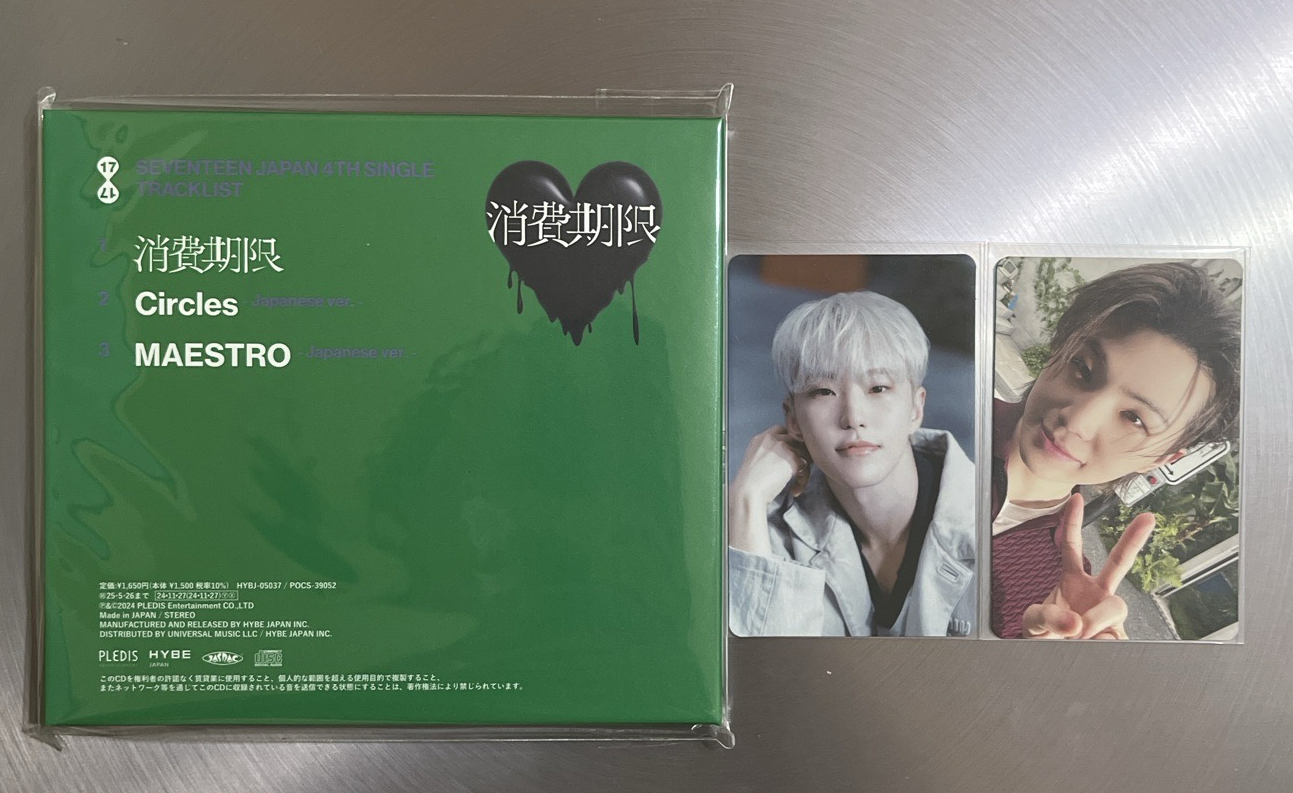 17
17
SEVENTEEN JAPAN 4TH SINGLE
TRACKLIST
消費期限
1 消費期限
2 Circles - Japanese ver. -
3 MAESTRO - Japanese ver. -
定価:¥1,650(本体 ¥1,500 税率10%) HYBJ-05037 / POCS-39052
25・5・26まで 24・11・27(24・11・27)
℗&©2024 PLEDIS Entertainment CO.,LTD
Made in JAPAN / STEREO
MANUFACTURED AND RELEASED BY HYBE JAPAN INC.
DISTRIBUTED BY UNIVERSAL MUSIC LLC / HYBE JAPAN INC.
PLEDIS HYBE JAPAN JASRAC disc
このCDを権利者の許諾なく賃貸業に使用すること、個人的な範囲を超える使用目的で複製すること、
またネットワーク等を通じてこのCDに収録されている音を送信できる状態にすることは、著作権法により禁じられています。